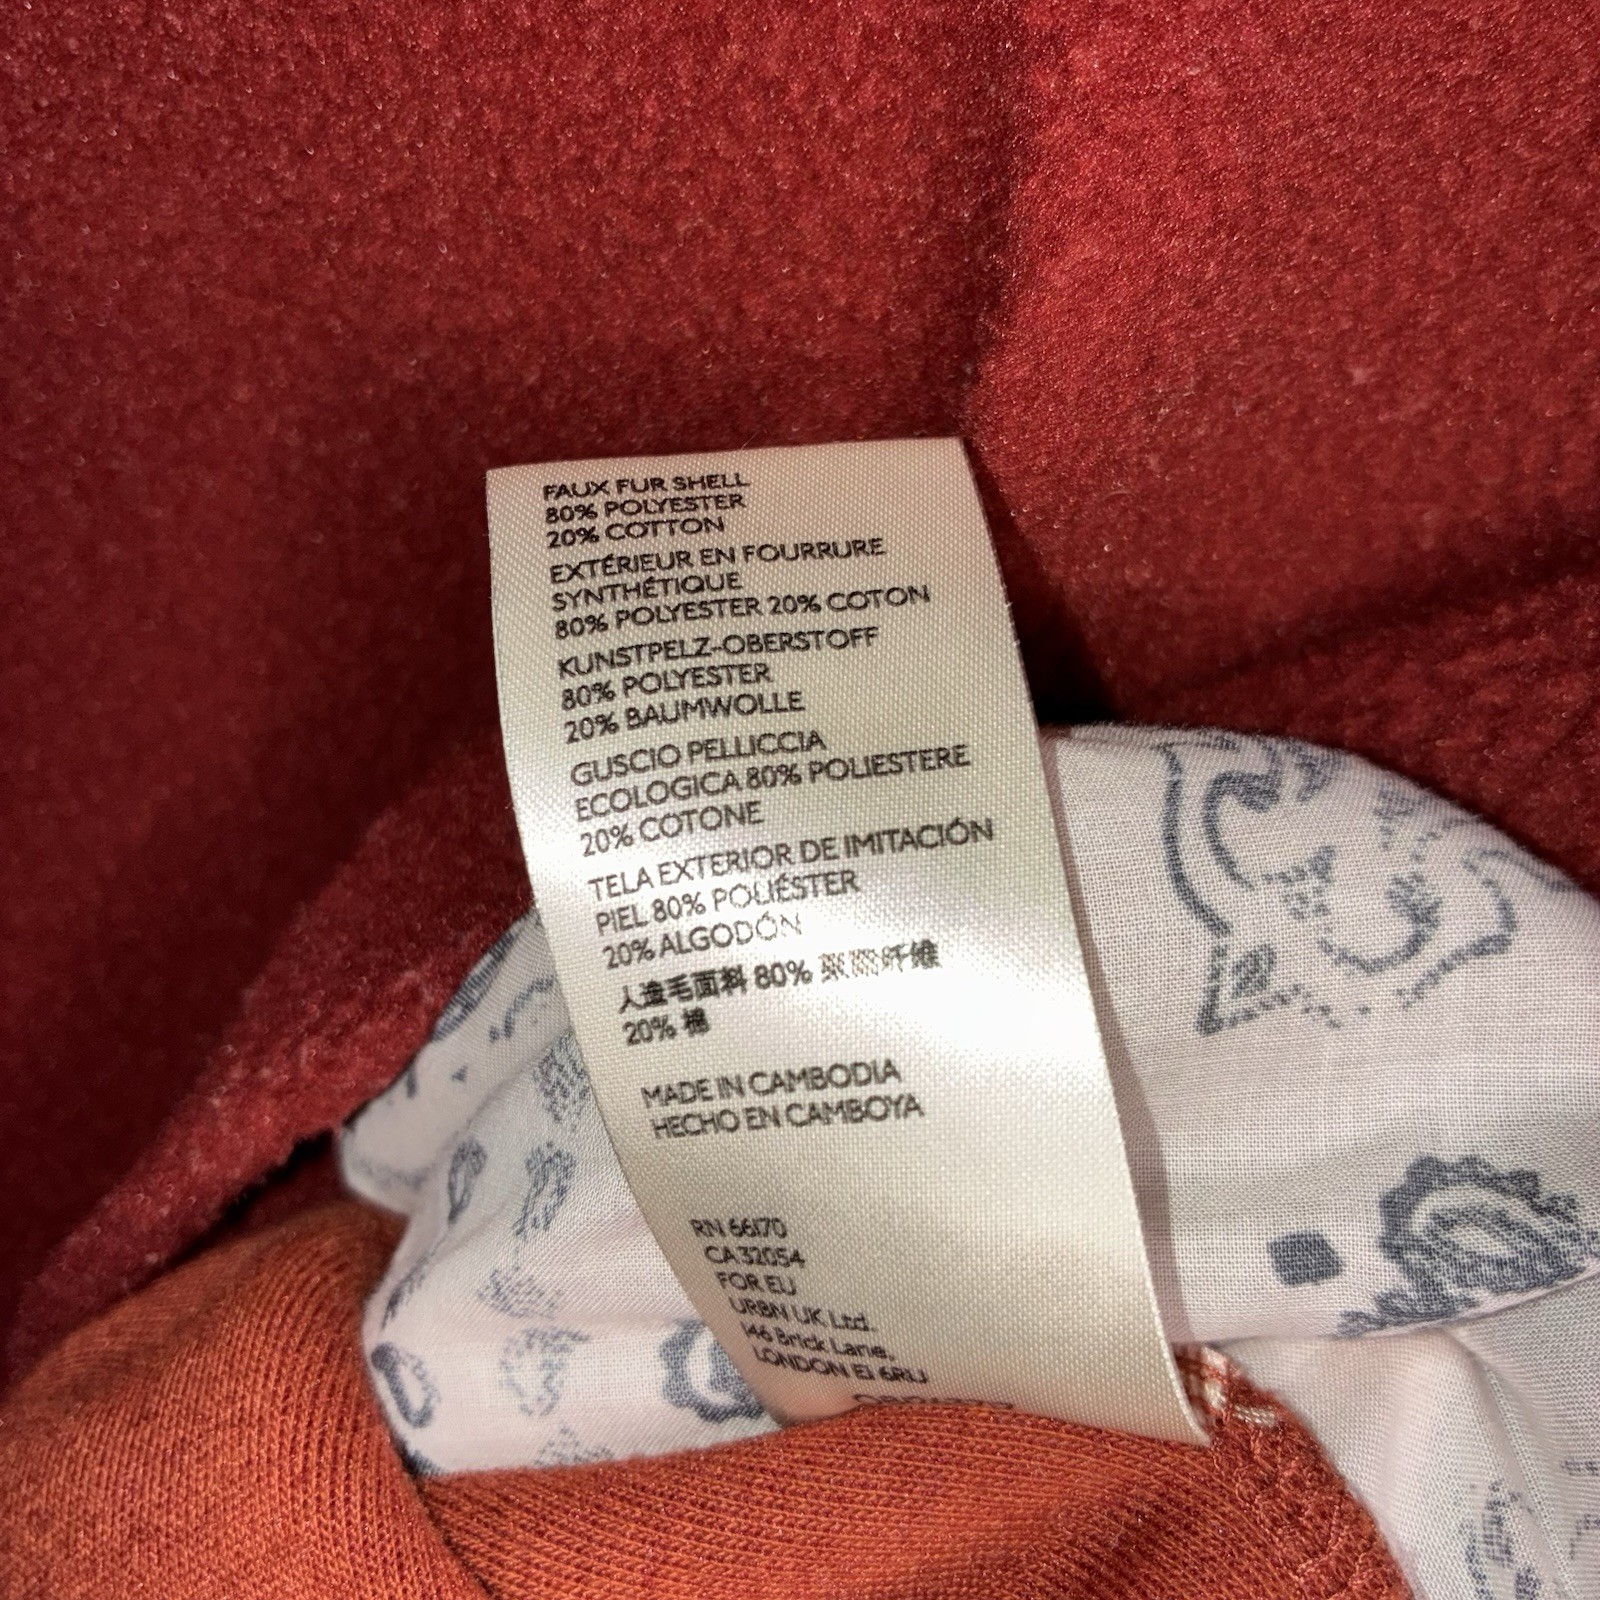 FAUX FUR SHELL
80% POLYESTER
20% COTTON
EXTÉRIEUR EN FOURRURE
SYNTHÉTIQUE
80% POLYESTER 20% COTON
KUNSTPELZ-OBERSTOFF
80% POLYESTER
20% BAUMWOLLE
GUSCIO PELLICCIA
ECOLOGICA 80% POLIESTERE
20% COTONE
TELA EXTERIOR DE IMITACIÓN
PIEL 80% POLIÉSTER
20% ALGODÓN
人造毛面料 80% 聚酯纤维
20% 棉
MADE IN CAMBODIA
HECHO EN CAMBOYA
RN 66170
CA 32054
FOR EU
URBN UK Ltd.
146 Brick Lane,
LONDON E1 6RU